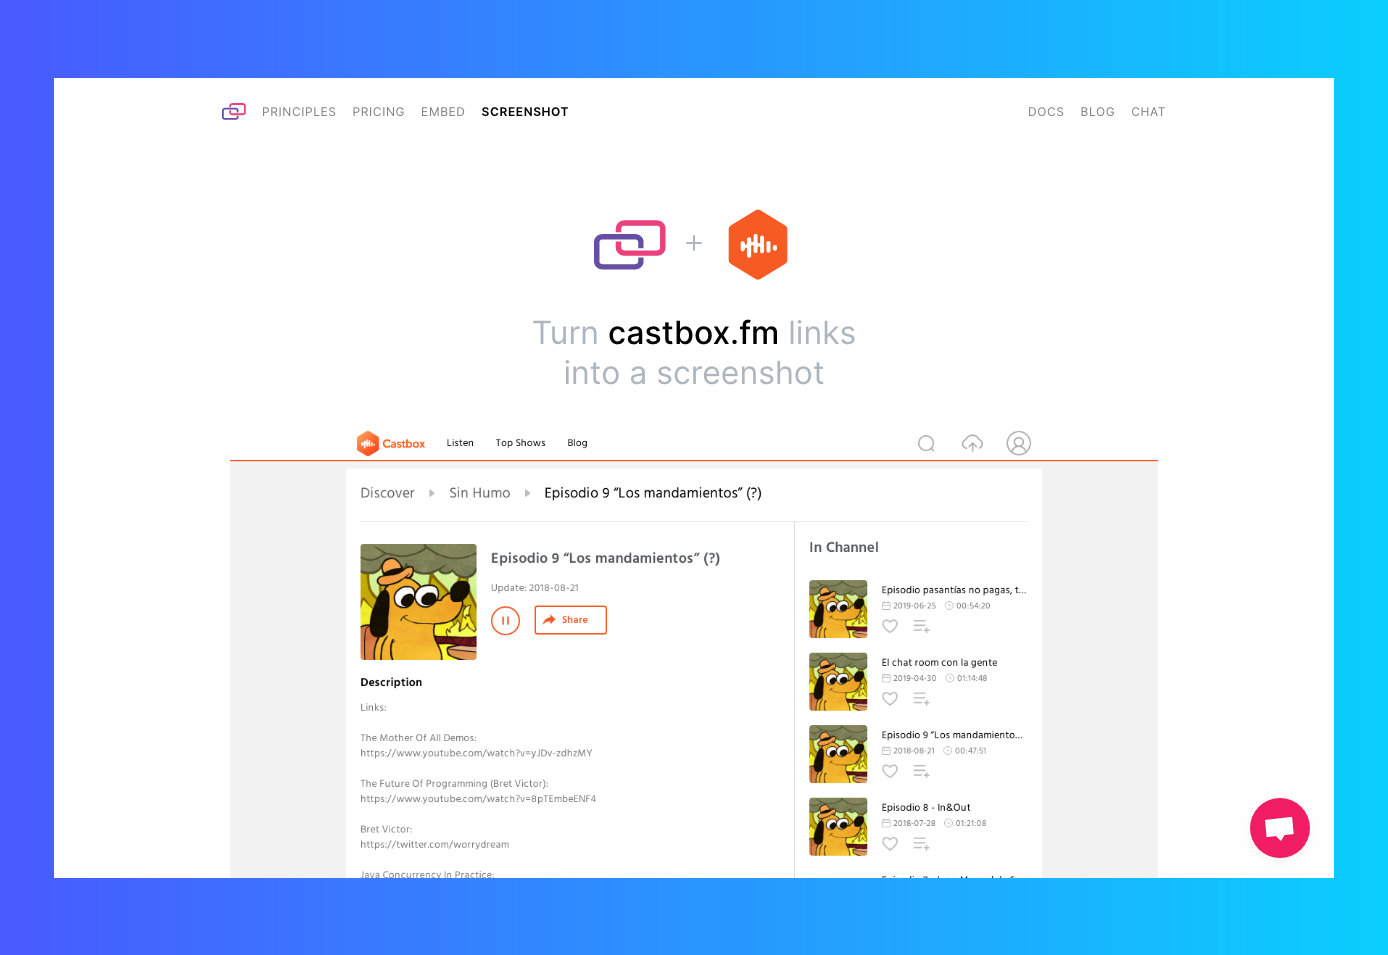 PRINCIPLES PRICING EMBED SCREENSHOT DOCS BLOG CHAT
+
Turn castbox.fm links
into a screenshot
Castbox Listen Top Shows Blog
Discover Sin Humo Episodio 9 “Los mandamientos” (?)
Episodio 9 “Los mandamientos” (?)
Update: 2018-08-21
Share
Description
Links:
The Mother Of All Demos:
https://www.youtube.com/watch?v=yJDv-zdhzMY
The Future Of Programming (Bret Victor):
https://www.youtube.com/watch?v=8pTEmbeENF4
Bret Victor:
https://twitter.com/worrydream
Java Concurrency In Practice:
In Channel
Episodio pasantías no pagas, t...
2019-06-25 00:54:20
El chat room con la gente
2019-04-30 01:14:48
Episodio 9 “Los mandamiento...
2018-08-21 00:47:51
Episodio 8 - In&Out
2018-07-28 01:21:08